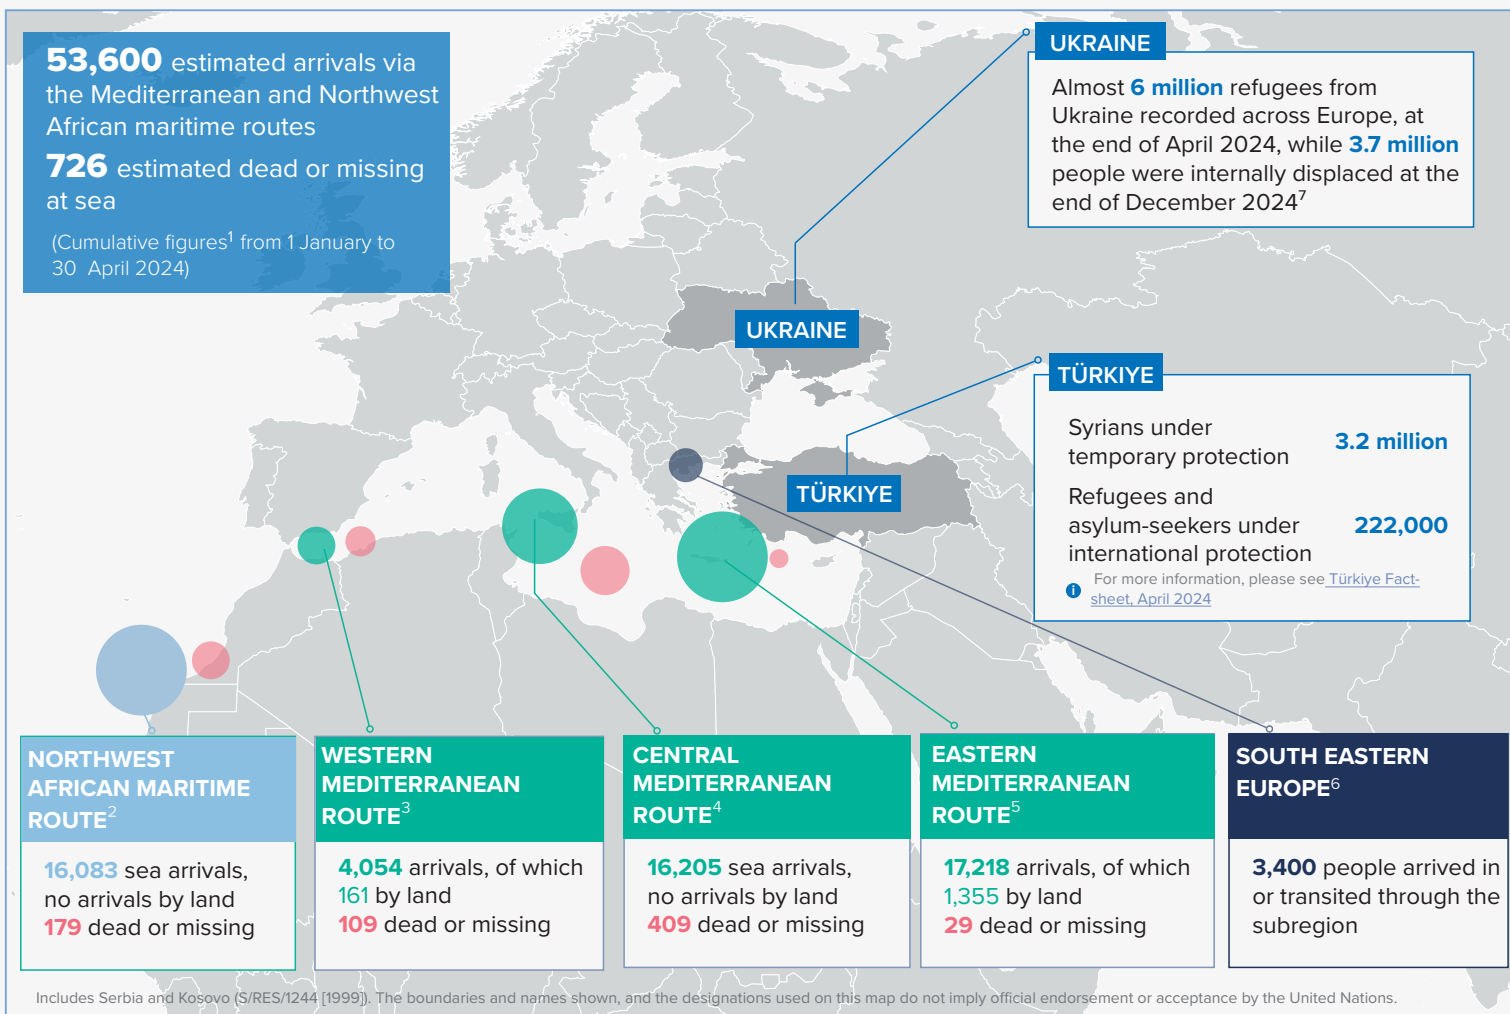 53,600 estimated arrivals via
the Mediterranean and Northwest
African maritime routes
726 estimated dead or missing
at sea
(Cumulative figures1 from 1 January to
30 April 2024)
UKRAINE
Almost 6 million refugees from
Ukraine recorded across Europe, at
the end of April 2024, while 3.7 million
people were internally displaced at the
end of December 20247
UKRAINE
TÜRKIYE
Syrians under
temporary protection
3.2 million
Refugees and
asylum-seekers under
international protection
222,000
i For more information, please see Türkiye Fact-
sheet, April 2024
TÜRKIYE
NORTHWEST
AFRICAN MARITIME
ROUTE2
16,083 sea arrivals,
no arrivals by land
179 dead or missing
WESTERN
MEDITERRANEAN
ROUTE3
4,054 arrivals, of which
161 by land
109 dead or missing
CENTRAL
MEDITERRANEAN
ROUTE4
16,205 sea arrivals,
no arrivals by land
409 dead or missing
EASTERN
MEDITERRANEAN
ROUTE5
17,218 arrivals, of which
1,355 by land
29 dead or missing
SOUTH EASTERN
EUROPE6
3,400 people arrived in
or transited through the
subregion
Includes Serbia and Kosovo (S/RES/1244 [1999]). The boundaries and names shown, and the designations used on this map do not imply official endorsement or acceptance by the United Nations.